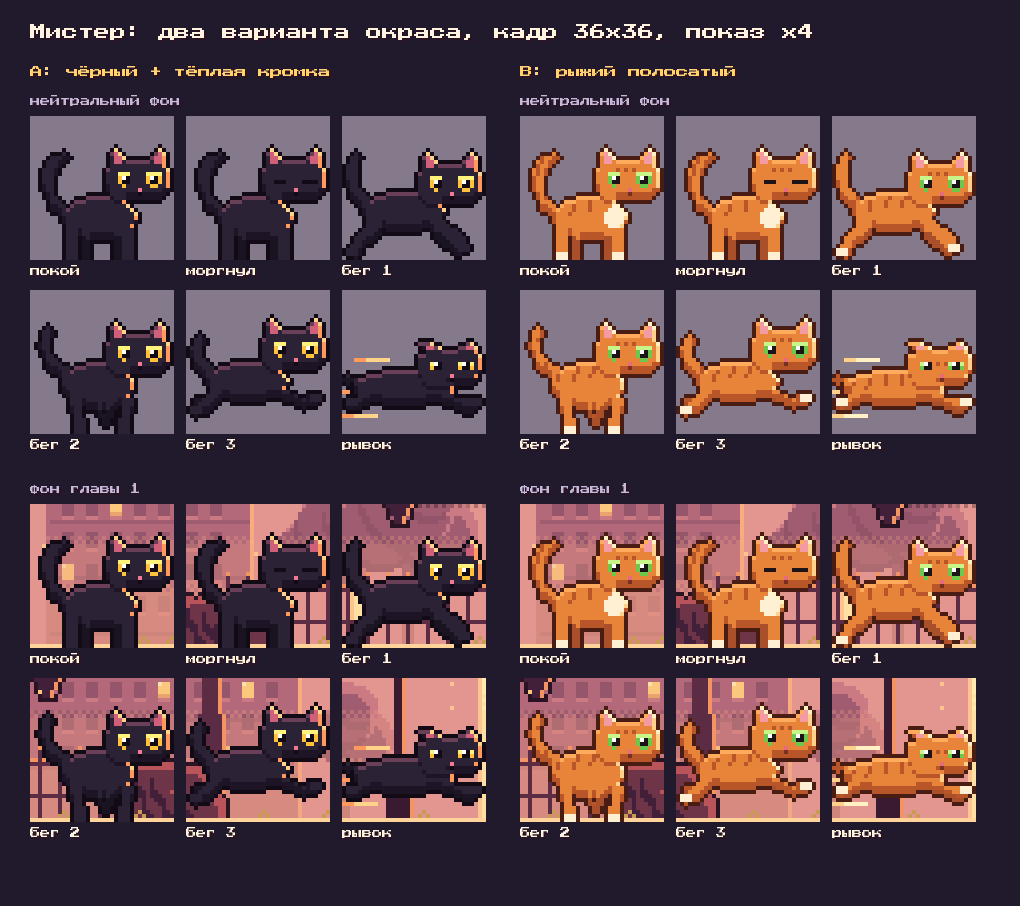 Мистер: два варианта окраса, кадр 36x36, показ x4
A: чёрный + тёплая кромка
B: рыжий полосатый
нейтральный фон
нейтральный фон
покой
моргнул
бег 1
покой
моргнул
бег 1
бег 2
бег 3
рывок
бег 2
бег 3
рывок
фон главы 1
фон главы 1
покой
моргнул
бег 1
покой
моргнул
бег 1
бег 2
бег 3
рывок
бег 2
бег 3
рывок